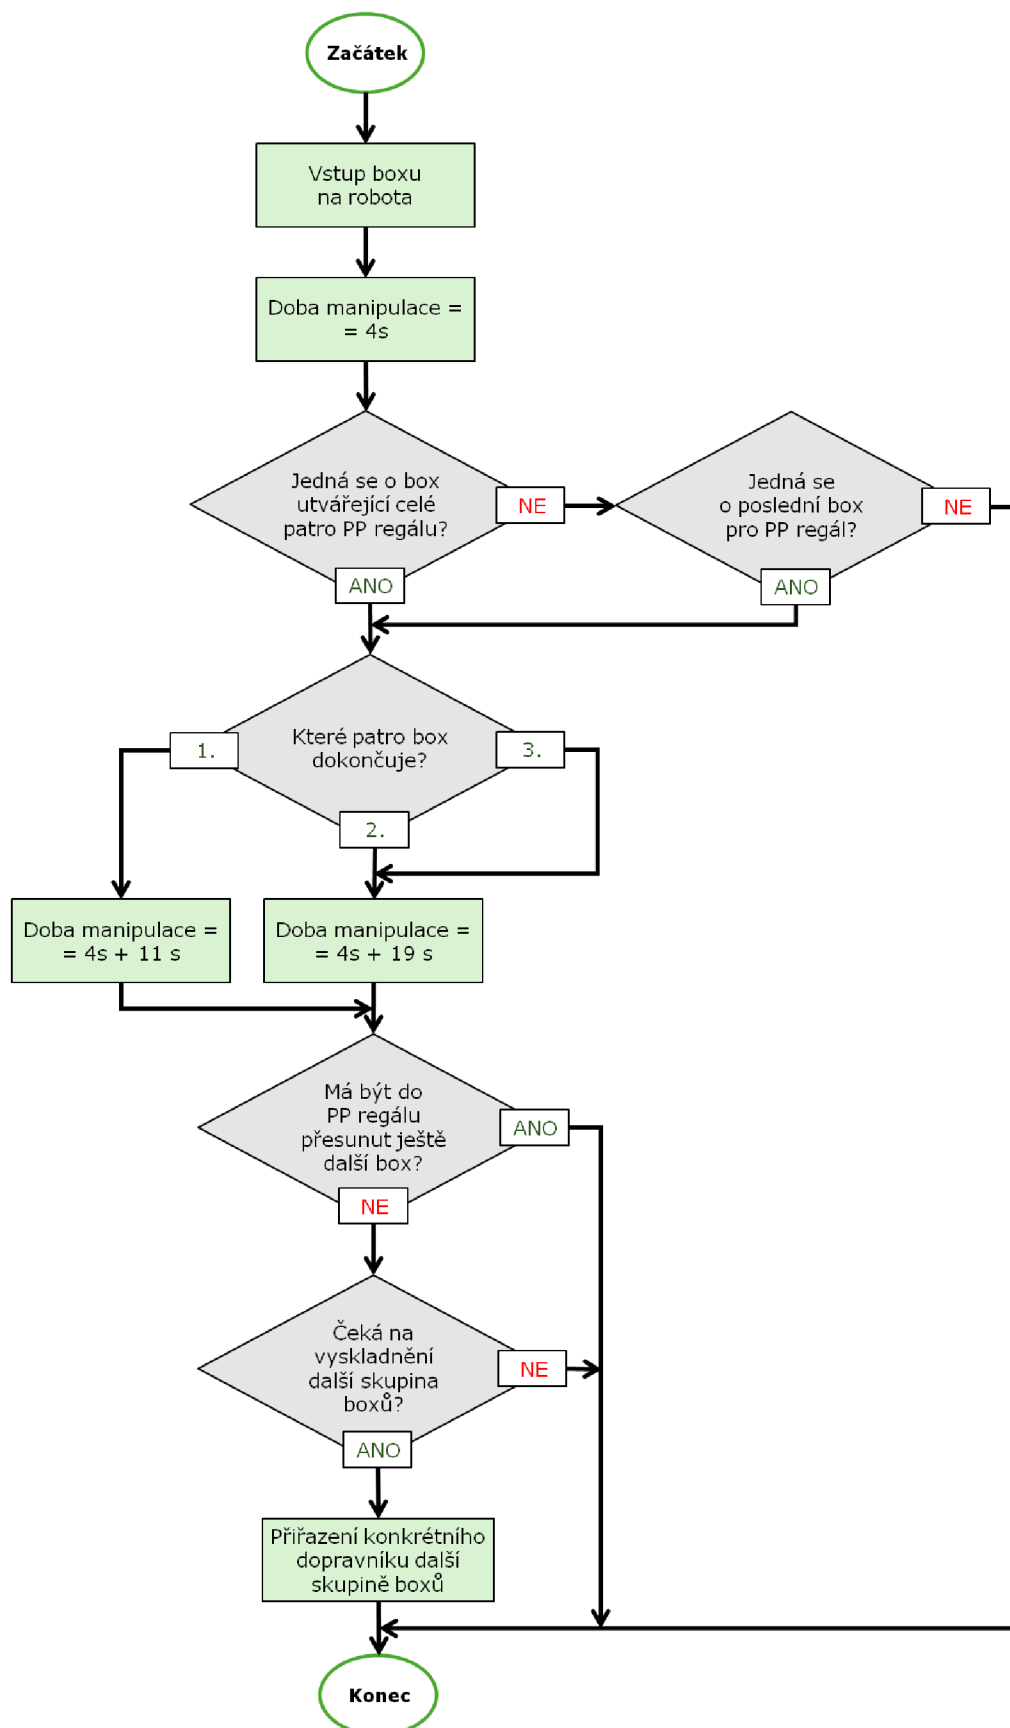 Začátek
Vstup boxu
na robota
Doba manipulace =
= 4s
Jedná se o box
utvářející celé
patro PP regálu?
NE
ANO
Jedná se
o poslední box
pro PP regál?
NE
ANO
Které patro box
dokončuje?
1.
2.
3.
Doba manipulace =
= 4s + 11 s
Doba manipulace =
= 4s + 19 s
Má být do
PP regálu
přesunut ještě
další box?
ANO
NE
Čeká na
vyskladnění
další skupina
boxů?
NE
ANO
Přiřazení konkrétního
dopravníku další
skupině boxů
Konec